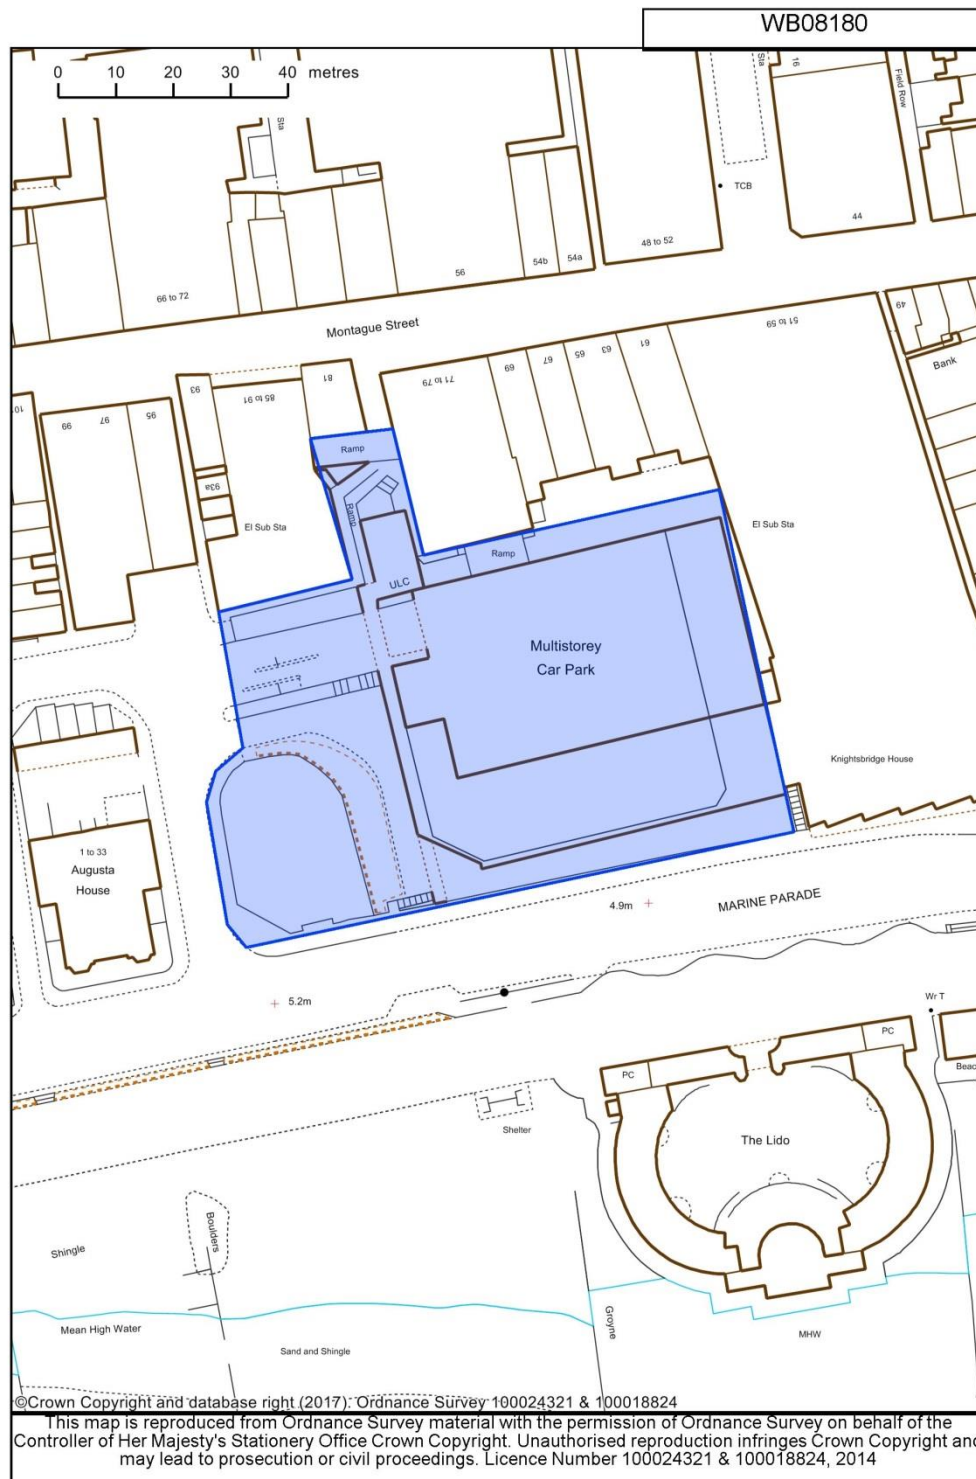 WB08180
0 10 20 30 40 metres
Sta
Sta
16
Field Row
TCB
44
48 to 52
54a
54b
56
66 to 72
Montague Street
51 to 59
49
Bank
61
63
65
67
69
71 to 79
81
85 to 91
93
95
97
99
10
93a
Ramp
Ramp
El Sub Sta
El Sub Sta
Ramp
ULC
Multistorey
Car Park
Knightsbridge House
1 to 33
Augusta
House
4.9m
MARINE PARADE
5.2m
Wr T
PC
PC
Beac
Shelter
The Lido
Boulders
Shingle
Groyne
Mean High Water
MHW
Sand and Shingle
©Crown Copyright and database right (2017). Ordnance Survey 100024321 & 100018824
This map is reproduced from Ordnance Survey material with the permission of Ordnance Survey on behalf of the
Controller of Her Majesty's Stationery Office Crown Copyright. Unauthorised reproduction infringes Crown Copyright and
may lead to prosecution or civil proceedings. Licence Number 100024321 & 100018824, 2014